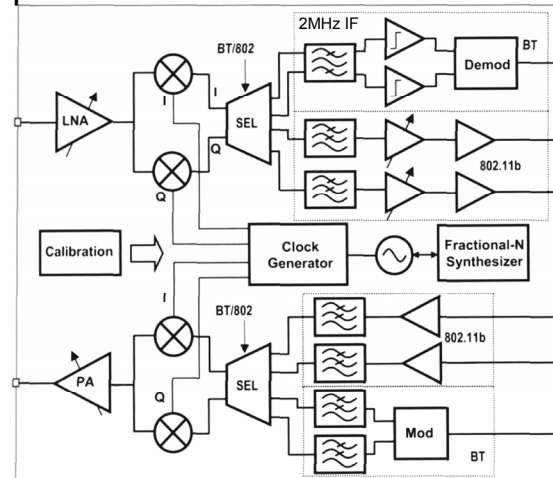 2MHz IF
BT/802
BT
Demod
LNA
I
I
SEL
Q
Q
802.11b
Calibration
Clock
Generator
Fractional-N
Synthesizer
I
BT/802
802.11b
PA
Q
SEL
Mod
BT